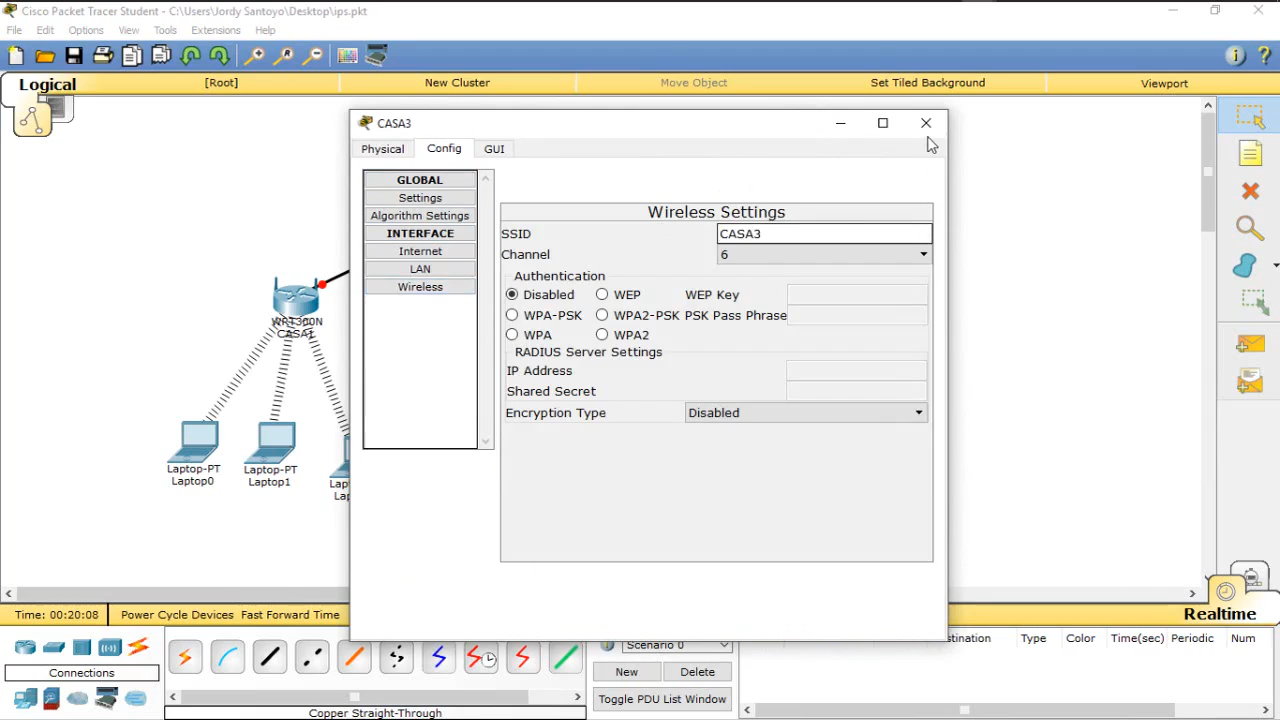 Cisco Packet Tracer Student - C:\Users\Jordy Santoyo\Desktop\ips.pkt
File Edit Options View Tools Extensions Help
Logical [Root] New Cluster Move Object Set Tiled Background Viewport
CASA3
Physical Config GUI
GLOBAL
Settings
Algorithm Settings
INTERFACE
Internet
LAN
Wireless
Wireless Settings
SSID CASA3
Channel 6
Authentication
Disabled WEP WEP Key
WPA-PSK WPA2-PSK PSK Pass Phrase
WPA WPA2
RADIUS Server Settings
IP Address
Shared Secret
Encryption Type Disabled
WRT300N
CASA1
Laptop-PT
Laptop0
Laptop-PT
Laptop1
Time: 00:20:08 Power Cycle Devices Fast Forward Time Realtime
Connections
Copper Straight-Through
Scenario 0
New Delete
Toggle PDU List Window
Type Color Time(sec) Periodic Num